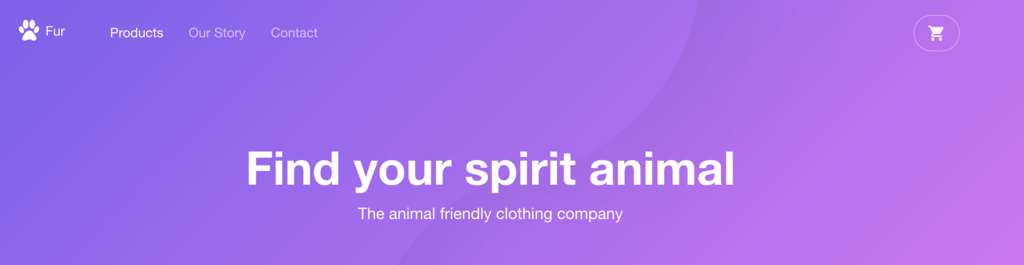 Fur Products Our Story Contact
Find your spirit animal
The animal friendly clothing company